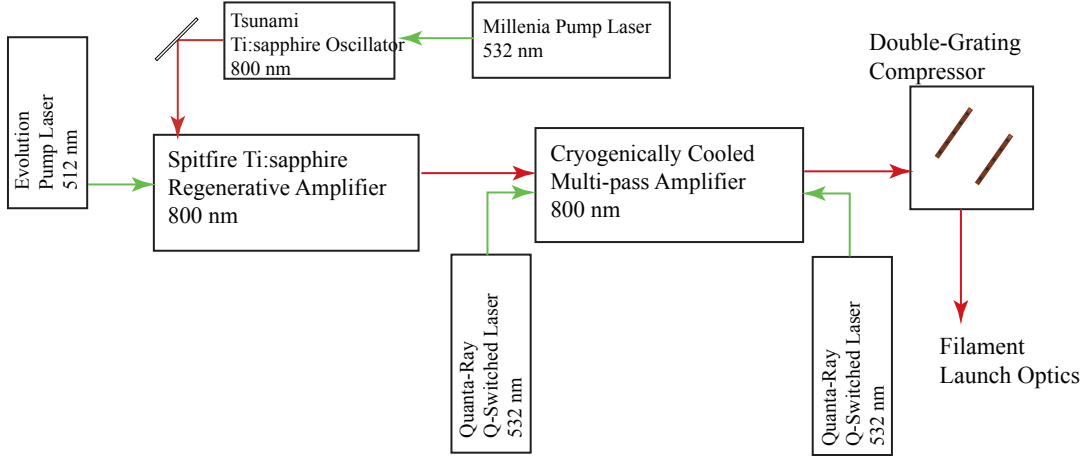 Tsunami
Ti:sapphire Oscillator
800 nm
Millenia Pump Laser
532 nm
Double-Grating
Compressor
Evolution
Pump Laser
512 nm
Spitfire Ti:sapphire
Regenerative Amplifier
800 nm
Cryogenically Cooled
Multi-pass Amplifier
800 nm
Quanta-Ray
Q-Switched Laser
532 nm
Quanta-Ray
Q-Switched Laser
532 nm
Filament
Launch Optics